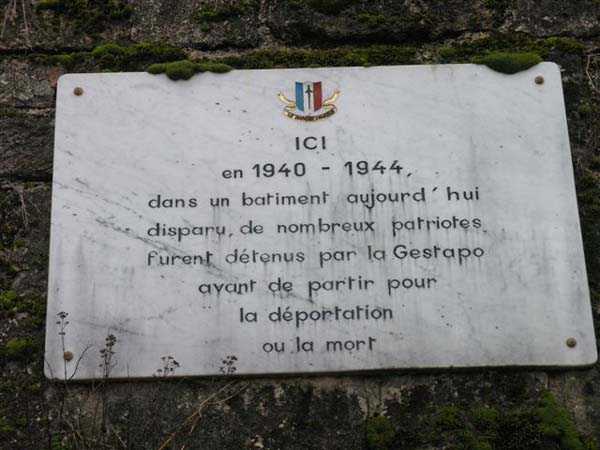 ICI
en 1940 - 1944,
dans un batiment aujourd'hui
disparu, de nombreux patriotes
furent détenus par la Gestapo
avant de partir pour
la déportation
ou la mort